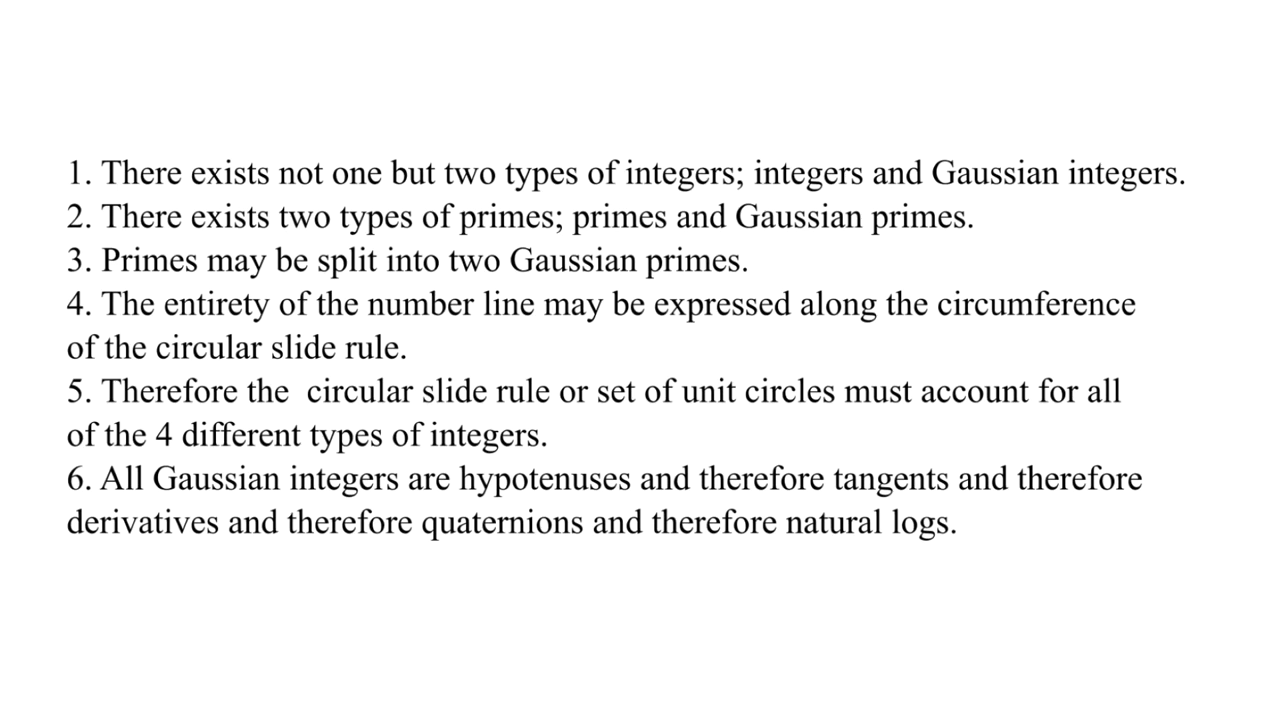 1. There exists not one but two types of integers; integers and Gaussian integers.
2. There exists two types of primes; primes and Gaussian primes.
3. Primes may be split into two Gaussian primes.
4. The entirety of the number line may be expressed along the circumference
of the circular slide rule.
5. Therefore the  circular slide rule or set of unit circles must account for all
of the 4 different types of integers.
6. All Gaussian integers are hypotenuses and therefore tangents and therefore
derivatives and therefore quaternions and therefore natural logs.